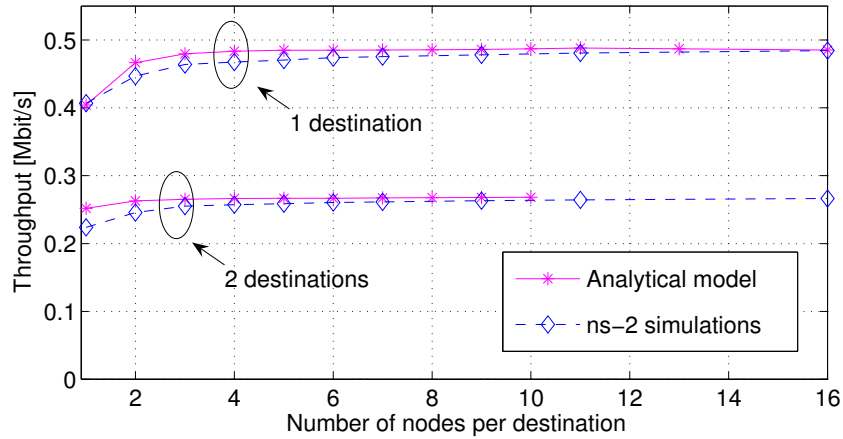 0.5
0.4
0.3
0.2
0.1
0
Throughput [Mbit/s]
1 destination
2 destinations
Analytical model
ns−2 simulations
2 4 6 8 10 12 14 16
Number of nodes per destination